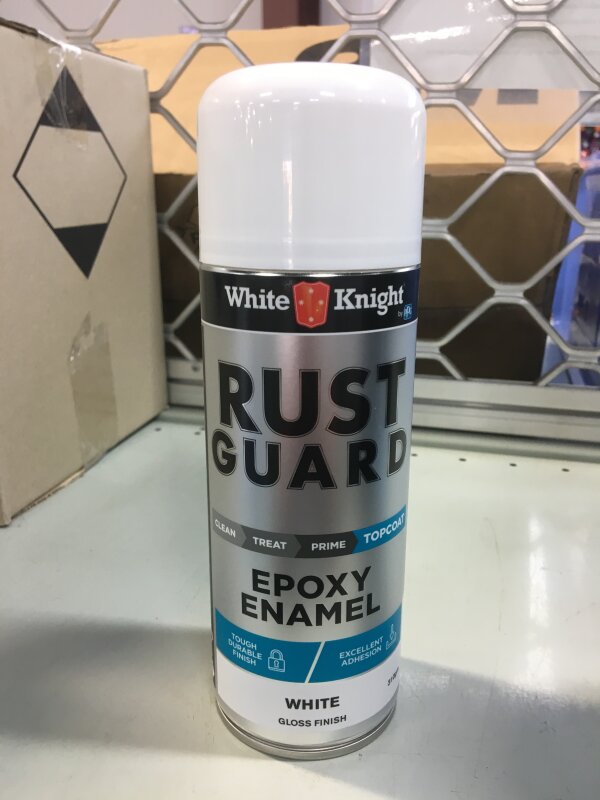 White Knight
by
RUST
GUARD
CLEAN TREAT PRIME TOPCOAT
EPOXY
ENAMEL
TOUGH
DURABLE
FINISH
EXCELLENT
ADHESION
WHITE
GLOSS FINISH